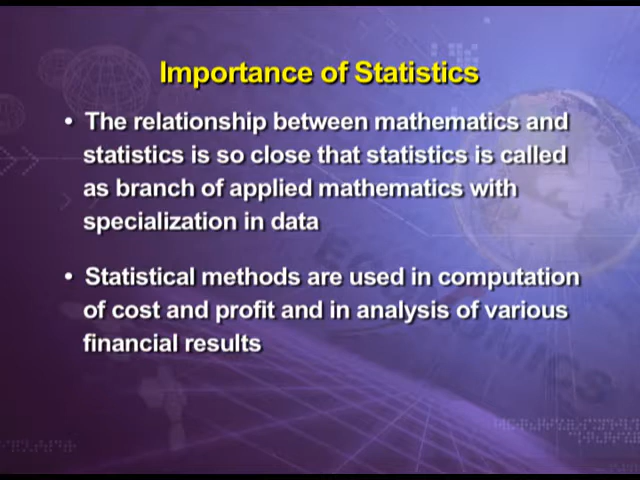 Importance of Statistics
• The relationship between mathematics and
statistics is so close that statistics is called
as branch of applied mathematics with
specialization in data
• Statistical methods are used in computation
of cost and profit and in analysis of various
financial results
ECONOMICS